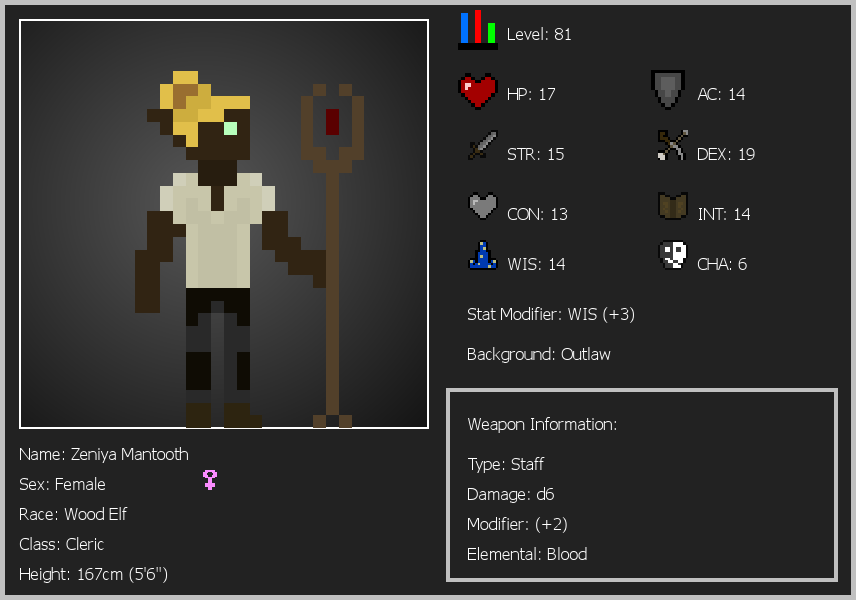 Level: 81
HP: 17
AC: 14
STR: 15
DEX: 19
CON: 13
INT: 14
WIS: 14
CHA: 6
Stat Modifier: WIS (+3)
Background: Outlaw
Weapon Information:
Type: Staff
Damage: d6
Modifier: (+2)
Elemental: Blood
Name: Zeniya Mantooth
Sex: Female
Race: Wood Elf
Class: Cleric
Height: 167cm (5'6")